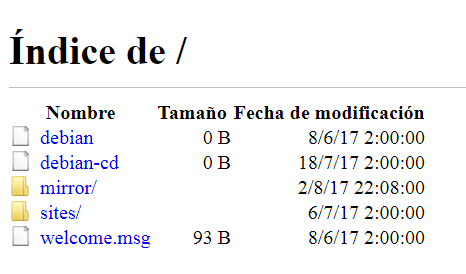 Índice de /
Nombre Tamaño Fecha de modificación
debian 0 B 8/6/17 2:00:00
debian-cd 0 B 18/7/17 2:00:00
mirror/ 2/8/17 22:08:00
sites/ 6/7/17 2:00:00
welcome.msg 93 B 8/6/17 2:00:00